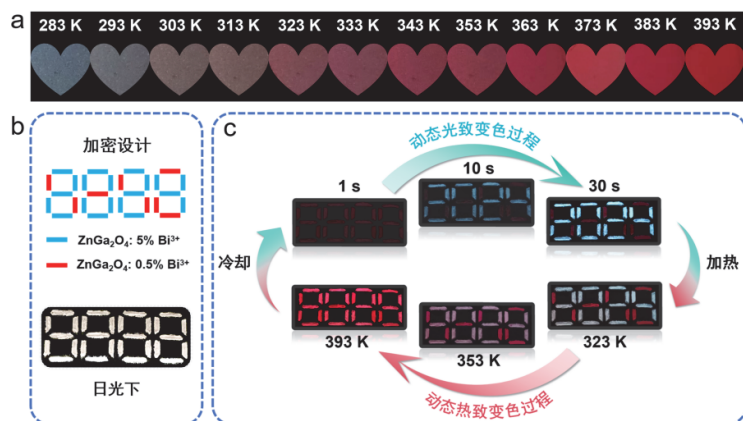 a
283 K 293 K 303 K 313 K 323 K 333 K 343 K 353 K 363 K 373 K 383 K 393 K
b
加密设计
ZnGa₂O₄: 5% Bi³⁺
ZnGa₂O₄: 0.5% Bi³⁺
日光下
c
动态光致变色过程
1 s
10 s
30 s
冷却
加热
393 K
353 K
323 K
动态热致变色过程